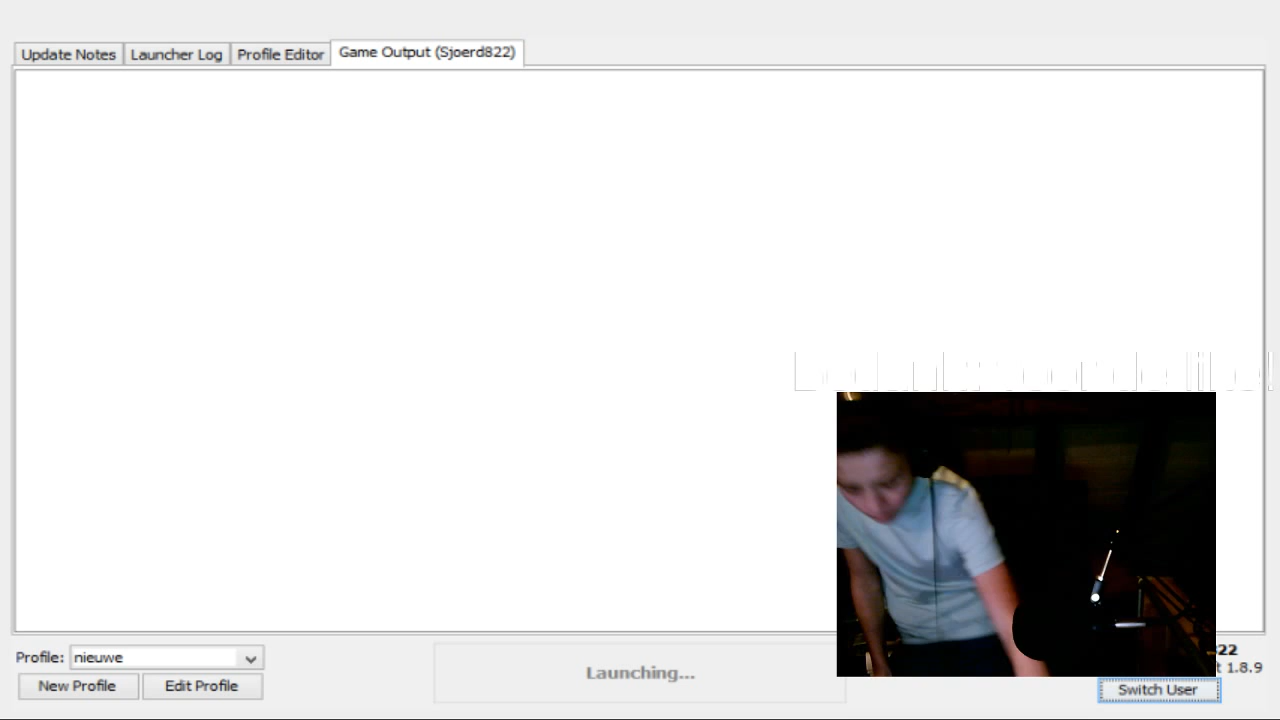 Update Notes
Launcher Log
Profile Editor
Game Output (Sjoerd822)
Profile: nieuwe
New Profile
Edit Profile
Launching...
22
t 1.8.9
Switch User